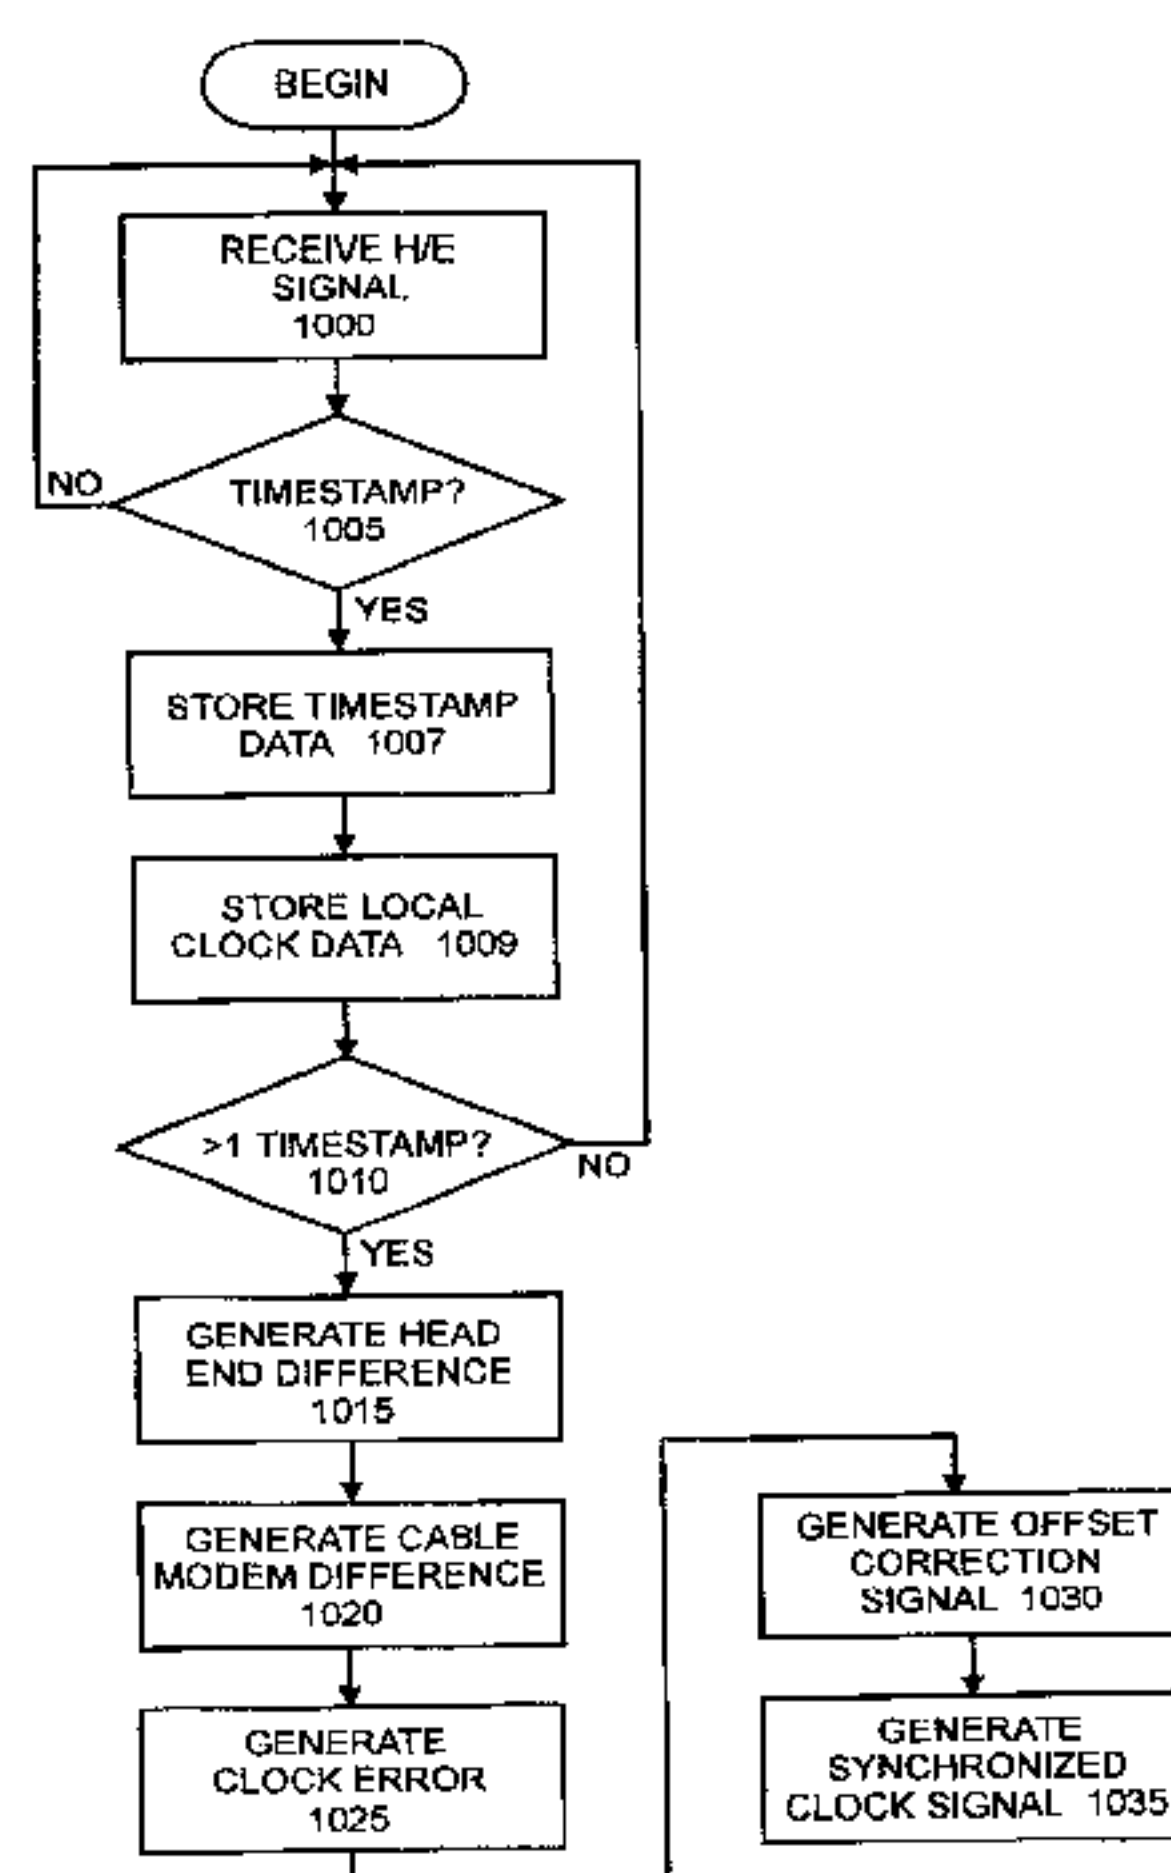 BEGIN
RECEIVE H/E
SIGNAL
1000
TIMESTAMP?
1005
NO
YES
STORE TIMESTAMP
DATA 1007
STORE LOCAL
CLOCK DATA 1009
>1 TIMESTAMP?
1010
NO
YES
GENERATE HEAD
END DIFFERENCE
1015
GENERATE CABLE
MODEM DIFFERENCE
1020
GENERATE
CLOCK ERROR
1025
GENERATE OFFSET
CORRECTION
SIGNAL 1030
GENERATE
SYNCHRONIZED
CLOCK SIGNAL 1035